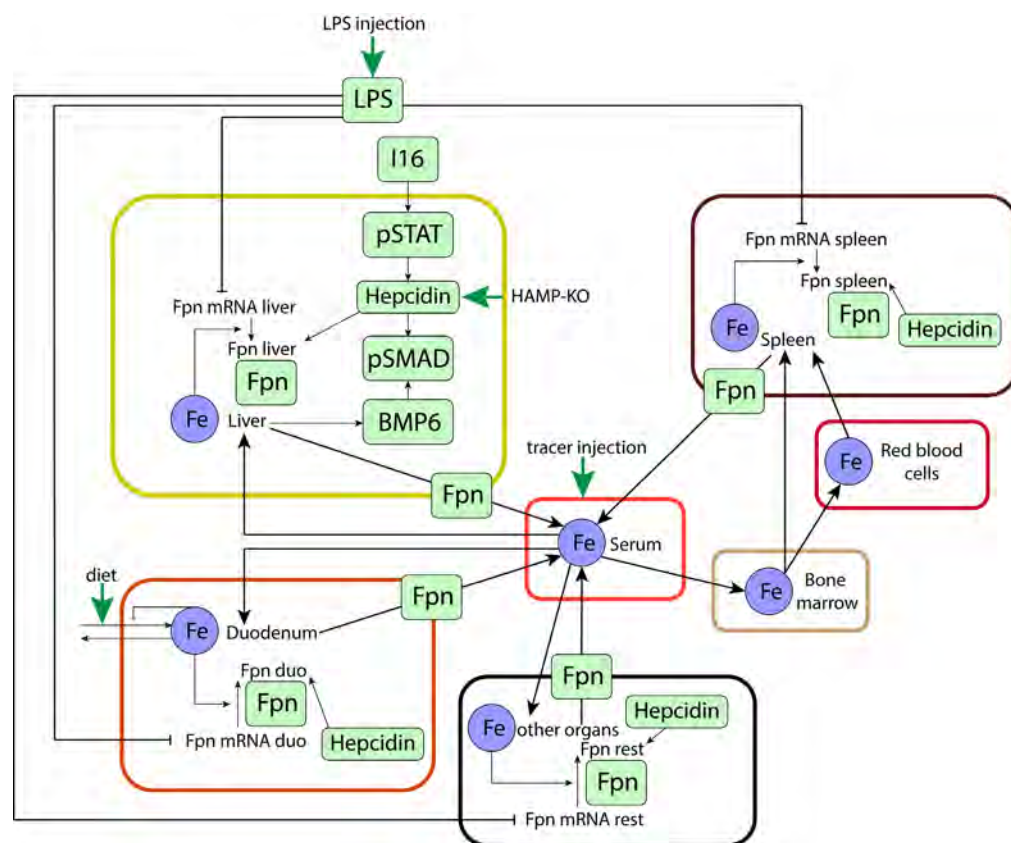 LPS injection
LPS
I16
pSTAT
Hepcidin
HAMP-KO
pSMAD
BMP6
Fpn mRNA liver
Fpn liver
Fpn
Fe
Liver
Fpn
Fpn mRNA spleen
Fpn spleen
Fpn
Hepcidin
Fe
Spleen
Fpn
Fe
Red blood
cells
tracer injection
Fe
Serum
Fe
Bone
marrow
diet
Fe
Duodenum
Fpn
Fpn duo
Fpn
Fpn mRNA duo
Hepcidin
Fpn
Hepcidin
Fe
other organs
Fpn rest
Fpn
Fpn mRNA rest